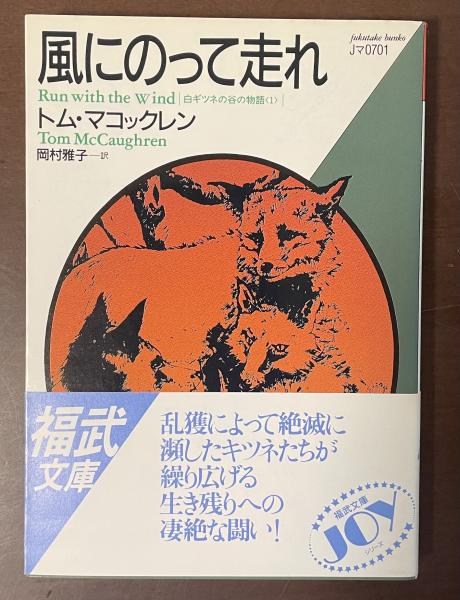 fukutake bunko
Jマ0701
風にのって走れ
Run with the Wind｜白ギツネの谷の物語〈1〉｜
トム・マコックレン
Tom McCaughren
岡村雅子—訳
福武
文庫
乱獲によって絶滅に
瀕したキツネたちが
繰り広げる
生き残りへの
凄絶な闘い!
福武文庫
JOY
シリーズ